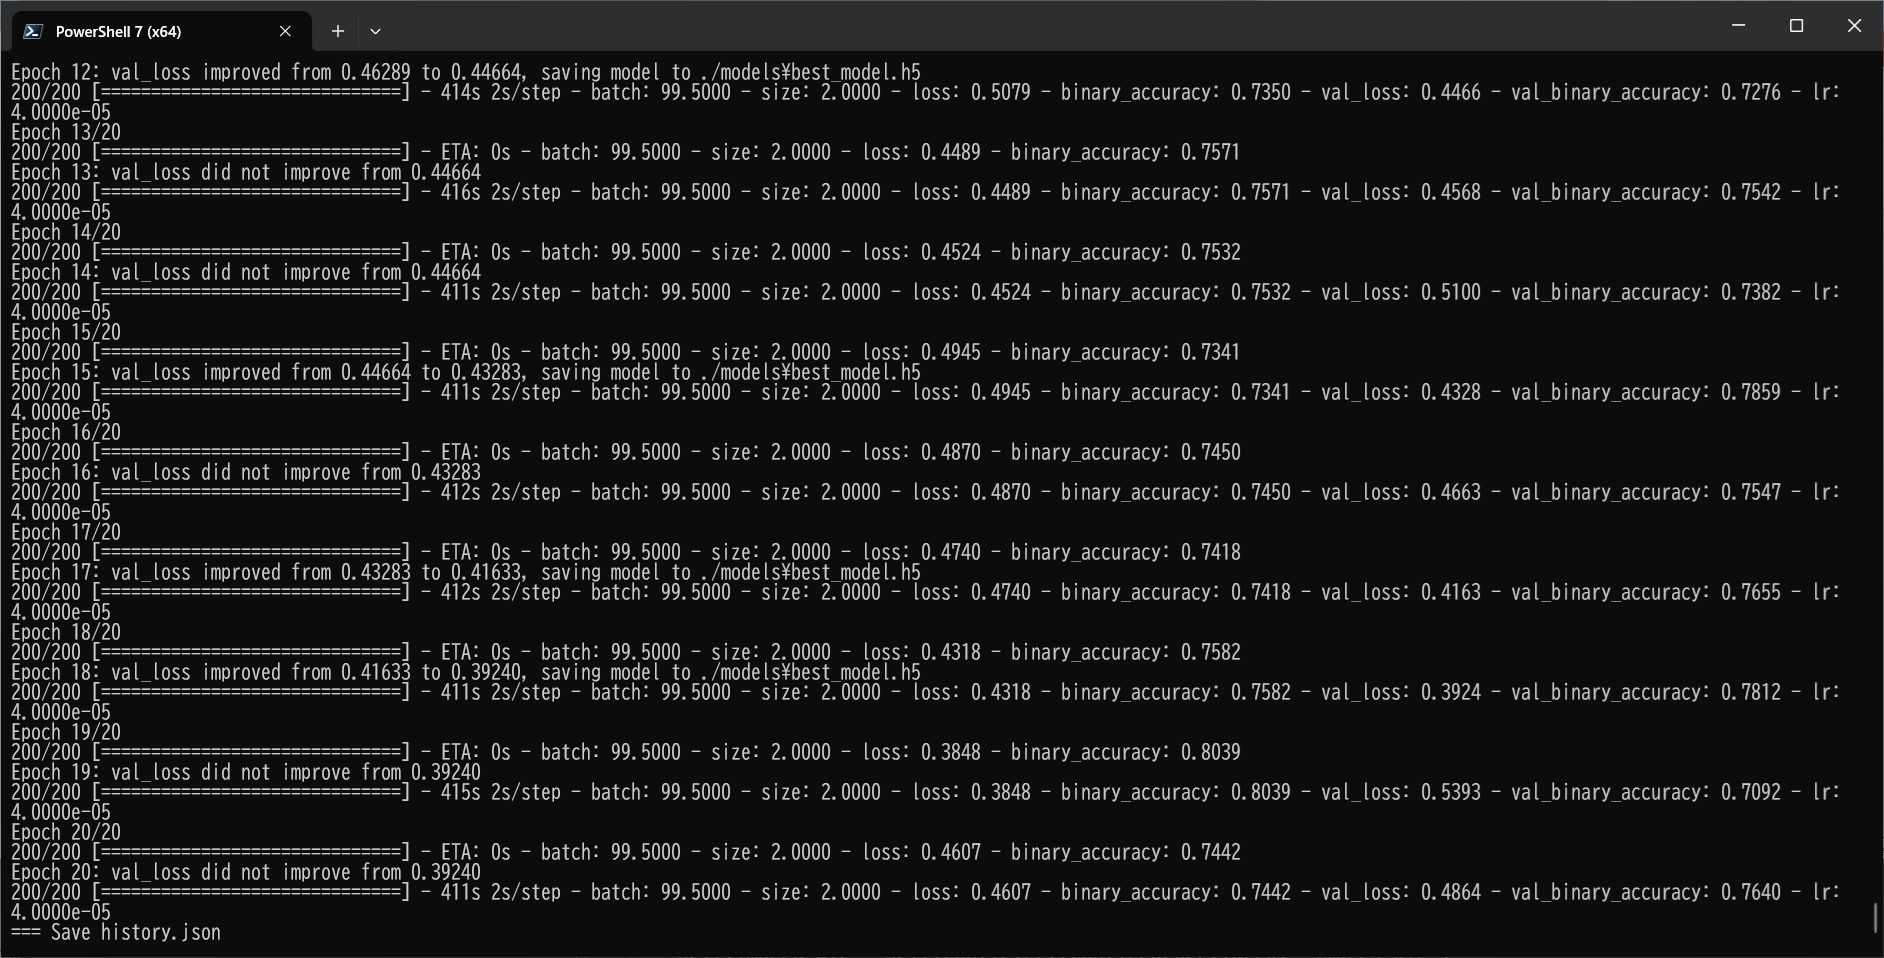 PowerShell 7 (x64)
Epoch 12: val_loss improved from 0.46289 to 0.44664, saving model to ./models¥best_model.h5
200/200 [==============================] - 414s 2s/step - batch: 99.5000 - size: 2.0000 - loss: 0.5079 - binary_accuracy: 0.7350 - val_loss: 0.4466 - val_binary_accuracy: 0.7276 - lr:
4.0000e-05
Epoch 13/20
200/200 [==============================] - ETA: 0s - batch: 99.5000 - size: 2.0000 - loss: 0.4489 - binary_accuracy: 0.7571
Epoch 13: val_loss did not improve from 0.44664
200/200 [==============================] - 416s 2s/step - batch: 99.5000 - size: 2.0000 - loss: 0.4489 - binary_accuracy: 0.7571 - val_loss: 0.4568 - val_binary_accuracy: 0.7542 - lr:
4.0000e-05
Epoch 14/20
200/200 [==============================] - ETA: 0s - batch: 99.5000 - size: 2.0000 - loss: 0.4524 - binary_accuracy: 0.7532
Epoch 14: val_loss did not improve from 0.44664
200/200 [==============================] - 411s 2s/step - batch: 99.5000 - size: 2.0000 - loss: 0.4524 - binary_accuracy: 0.7532 - val_loss: 0.5100 - val_binary_accuracy: 0.7382 - lr:
4.0000e-05
Epoch 15/20
200/200 [==============================] - ETA: 0s - batch: 99.5000 - size: 2.0000 - loss: 0.4945 - binary_accuracy: 0.7341
Epoch 15: val_loss improved from 0.44664 to 0.43283, saving model to ./models¥best_model.h5
200/200 [==============================] - 411s 2s/step - batch: 99.5000 - size: 2.0000 - loss: 0.4945 - binary_accuracy: 0.7341 - val_loss: 0.4328 - val_binary_accuracy: 0.7859 - lr:
4.0000e-05
Epoch 16/20
200/200 [==============================] - ETA: 0s - batch: 99.5000 - size: 2.0000 - loss: 0.4870 - binary_accuracy: 0.7450
Epoch 16: val_loss did not improve from 0.43283
200/200 [==============================] - 412s 2s/step - batch: 99.5000 - size: 2.0000 - loss: 0.4870 - binary_accuracy: 0.7450 - val_loss: 0.4663 - val_binary_accuracy: 0.7547 - lr:
4.0000e-05
Epoch 17/20
200/200 [==============================] - ETA: 0s - batch: 99.5000 - size: 2.0000 - loss: 0.4740 - binary_accuracy: 0.7418
Epoch 17: val_loss improved from 0.43283 to 0.41633, saving model to ./models¥best_model.h5
200/200 [==============================] - 412s 2s/step - batch: 99.5000 - size: 2.0000 - loss: 0.4740 - binary_accuracy: 0.7418 - val_loss: 0.4163 - val_binary_accuracy: 0.7655 - lr:
4.0000e-05
Epoch 18/20
200/200 [==============================] - ETA: 0s - batch: 99.5000 - size: 2.0000 - loss: 0.4318 - binary_accuracy: 0.7582
Epoch 18: val_loss improved from 0.41633 to 0.39240, saving model to ./models¥best_model.h5
200/200 [==============================] - 411s 2s/step - batch: 99.5000 - size: 2.0000 - loss: 0.4318 - binary_accuracy: 0.7582 - val_loss: 0.3924 - val_binary_accuracy: 0.7812 - lr:
4.0000e-05
Epoch 19/20
200/200 [==============================] - ETA: 0s - batch: 99.5000 - size: 2.0000 - loss: 0.3848 - binary_accuracy: 0.8039
Epoch 19: val_loss did not improve from 0.39240
200/200 [==============================] - 415s 2s/step - batch: 99.5000 - size: 2.0000 - loss: 0.3848 - binary_accuracy: 0.8039 - val_loss: 0.5393 - val_binary_accuracy: 0.7092 - lr:
4.0000e-05
Epoch 20/20
200/200 [==============================] - ETA: 0s - batch: 99.5000 - size: 2.0000 - loss: 0.4607 - binary_accuracy: 0.7442
Epoch 20: val_loss did not improve from 0.39240
200/200 [==============================] - 411s 2s/step - batch: 99.5000 - size: 2.0000 - loss: 0.4607 - binary_accuracy: 0.7442 - val_loss: 0.4864 - val_binary_accuracy: 0.7640 - lr:
4.0000e-05
=== Save history.json